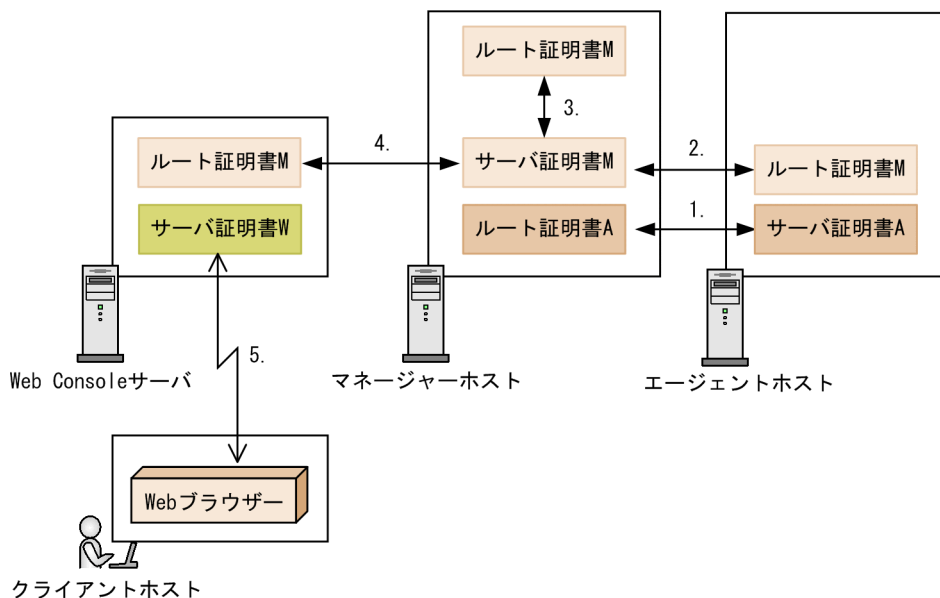 ルート証明書M
3.
ルート証明書M
4.
サーバ証明書M
2.
ルート証明書M
サーバ証明書W
ルート証明書A
1.
サーバ証明書A
5.
Web Consoleサーバ
マネージャーホスト
エージェントホスト
Webブラウザー
クライアントホスト